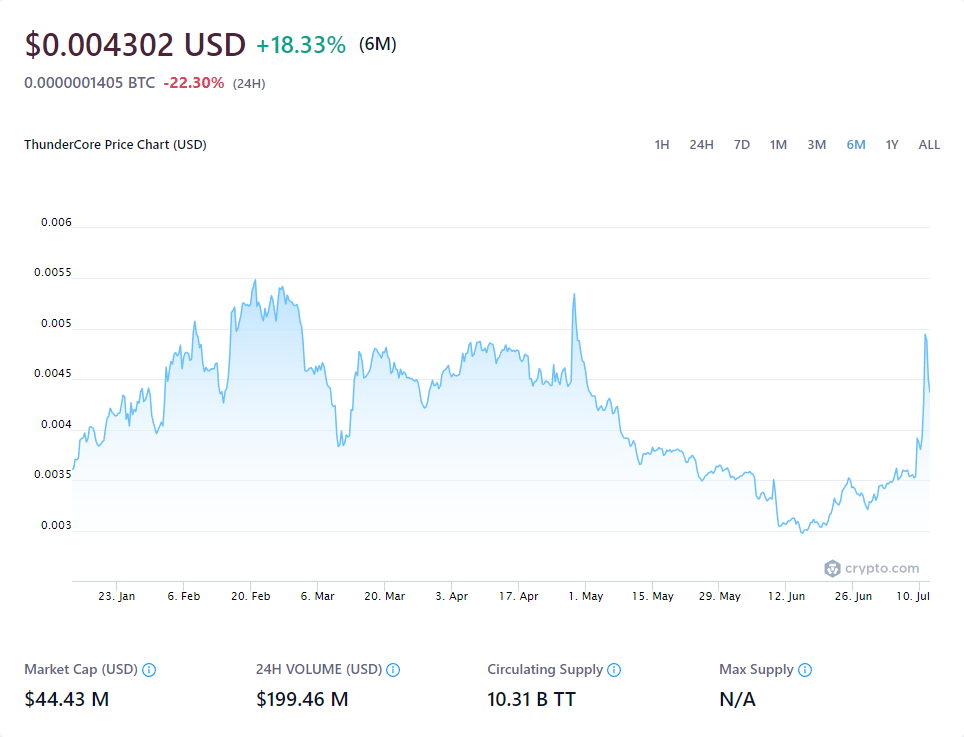 $0.004302 USD +18.33% (6M)
0.0000001405 BTC -22.30% (24H)
ThunderCore Price Chart (USD) 1H 24H 7D 1M 3M 6M 1Y ALL
0.006
0.0055
0.005
0.0045
0.004
0.0035
0.003
crypto.com
23. Jan 6. Feb 20. Feb 6. Mar 20. Mar 3. Apr 17. Apr 1. May 15. May 29. May 12. Jun 26. Jun 10. Jul
Market Cap (USD) 24H VOLUME (USD) Circulating Supply Max Supply
$44.43 M $199.46 M 10.31 B TT N/A